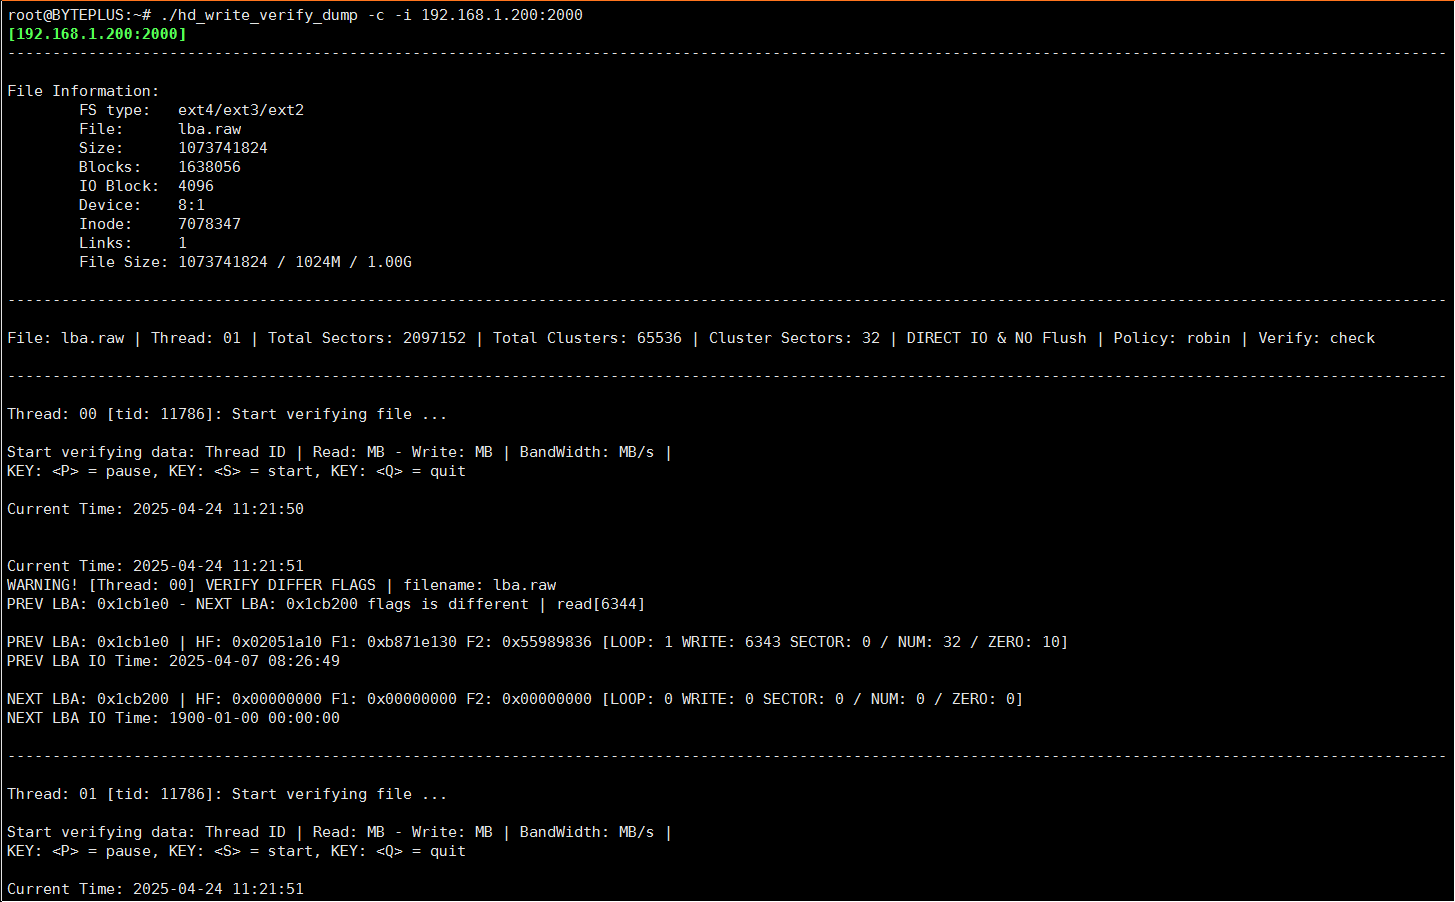 root@BYTEPLUS:~# ./hd_write_verify_dump -c -i 192.168.1.200:2000
[192.168.1.200:2000]
----------------------------------------------------------------------------------------------------------------------------------------------------------------
File Information:
FS type: ext4/ext3/ext2
File: lba.raw
Size: 1073741824
Blocks: 1638056
IO Block: 4096
Device: 8:1
Inode: 7078347
Links: 1
File Size: 1073741824 / 1024M / 1.00G
----------------------------------------------------------------------------------------------------------------------------------------------------------------
File: lba.raw | Thread: 01 | Total Sectors: 2097152 | Total Clusters: 65536 | Cluster Sectors: 32 | DIRECT IO & NO Flush | Policy: robin | Verify: check
----------------------------------------------------------------------------------------------------------------------------------------------------------------
Thread: 00 [tid: 11786]: Start verifying file ...
Start verifying data: Thread ID | Read: MB - Write: MB | BandWidth: MB/s |
KEY: <P> = pause, KEY: <S> = start, KEY: <Q> = quit
Current Time: 2025-04-24 11:21:50
Current Time: 2025-04-24 11:21:51
WARNING! [Thread: 00] VERIFY DIFFER FLAGS | filename: lba.raw
PREV LBA: 0x1cb1e0 - NEXT LBA: 0x1cb200 flags is different | read[6344]
PREV LBA: 0x1cb1e0 | HF: 0x02051a10 F1: 0xb871e130 F2: 0x55989836 [LOOP: 1 WRITE: 6343 SECTOR: 0 / NUM: 32 / ZERO: 10]
PREV LBA IO Time: 2025-04-07 08:26:49
NEXT LBA: 0x1cb200 | HF: 0x00000000 F1: 0x00000000 F2: 0x00000000 [LOOP: 0 WRITE: 0 SECTOR: 0 / NUM: 0 / ZERO: 0]
NEXT LBA IO Time: 1900-01-00 00:00:00
----------------------------------------------------------------------------------------------------------------------------------------------------------------
Thread: 01 [tid: 11786]: Start verifying file ...
Start verifying data: Thread ID | Read: MB - Write: MB | BandWidth: MB/s |
KEY: <P> = pause, KEY: <S> = start, KEY: <Q> = quit
Current Time: 2025-04-24 11:21:51